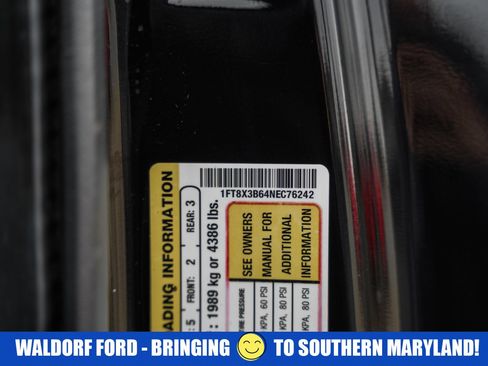 1FT8X3B64NEC76242
ADING INFORMATION
: 5 FRONT: 2 REAR: 3
: 1989 kg or 4386 lbs.
SEE OWNERS
MANUAL FOR
ADDITIONAL
INFORMATION
RE PRESSURE
KPA, 60 PSI
KPA, 80 PSI
KPA, 80 PSI
WALDORF FORD - BRINGING TO SOUTHERN MARYLAND!